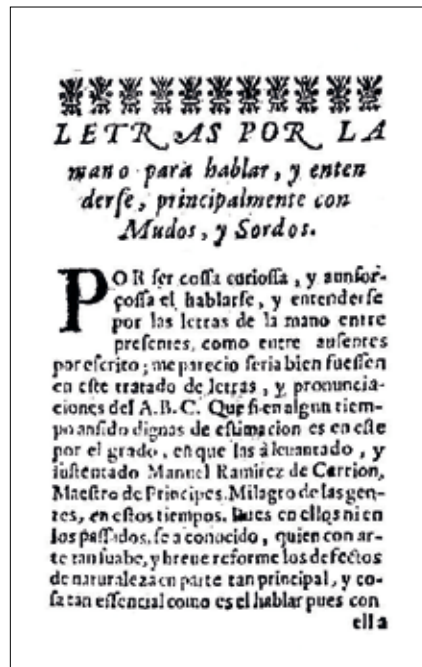 LETRAS POR LA
mano para hablar, y enten
derſe, principalmente con
Mudos, y Sordos.
POR ſer coſſa curioſſa, y aunforçoſſa
el hablarſe, y entenderſe
por las letras de la mano entre
preſentes, como entre auſentes
por eſcrito; me parecio ſeria bien fueſſen
en eſte tratado de letras, y pronuncia-
ciones del A.B.C. Que ſi en algun tiem-
po an ſido dignas de eſtimacion es en eſte
por el grado, en que las à leuantado, y
ſuſtentado Manuel Ramirez de Carrion,
Maeſtro de Principes. Milagro de las gen-
tes, en eſtos tiempos. Pues en ellos ni en
los paſſados, ſe a conocido, quien con ar-
te tan ſuabe, y breue reforme los defectos
de naturaleza en parte tan principal, y co-
ſa tan eſſencial como es el hablar pues con
ella